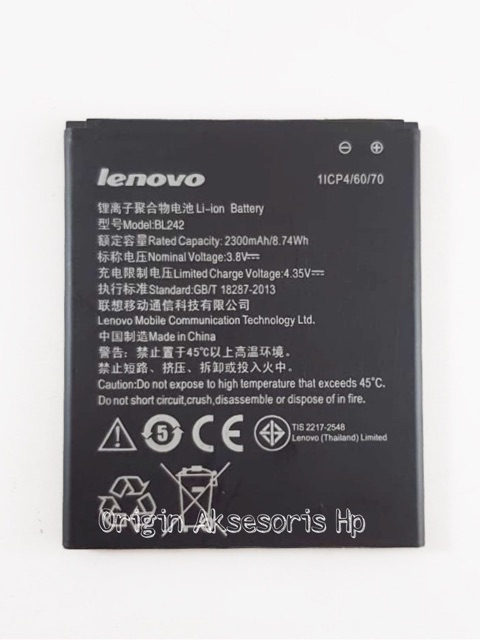 ⊖ ⊕
lenovo
1ICP4/60/70
锂离子聚合物电池Li-ion Battery
型号Model:BL242
额定容量Rated Capacity: 2300mAh/8.74Wh
标称电压Nominal Voltage:3.8V⎓
充电限制电压Limited Charge Voltage:4.35V⎓
执行标准Standard:GB/T 18287-2013
联想移动通信科技有限公司
Lenovo Mobile Communication Technology Ltd.
中国制造Made in China
警告: 禁止置于45℃以上高温环境。
禁止短路、挤压、拆卸或投入火中。
Caution:Do not expose to high temperature that exceeds 45℃.
Do not short circuit,crush,disassemble or dispose of in fire.
5 CE
TIS 2217-2548
Lenovo (Thailand) Limited
Origin Aksesoris Hp